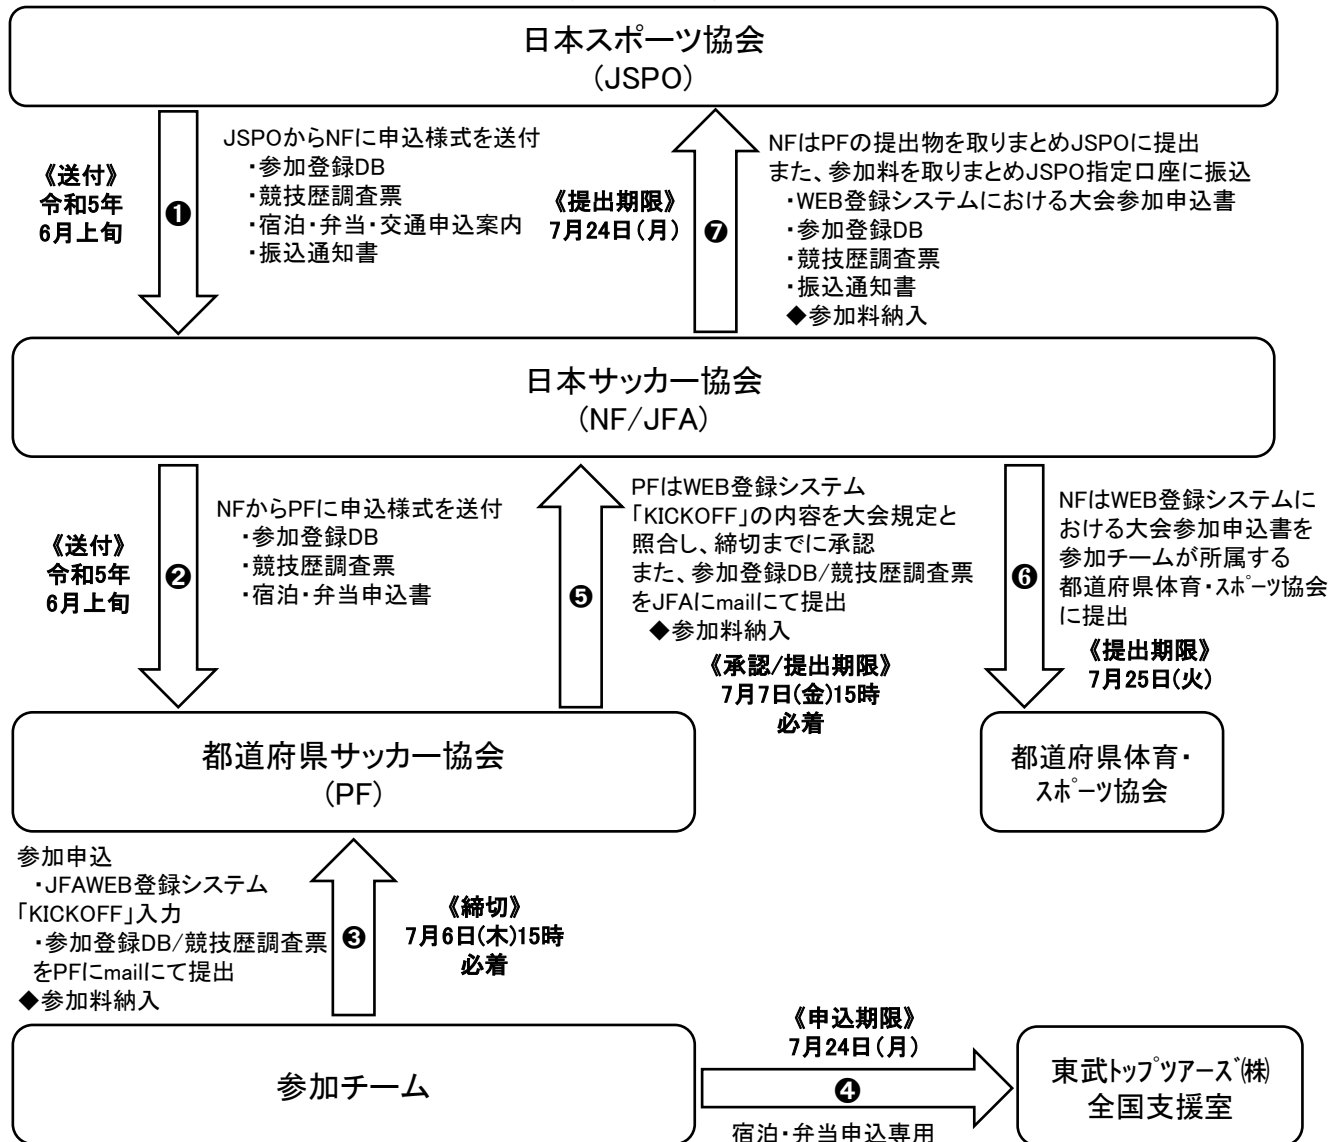 日本スポーツ協会
(JSPO)
《送付》
令和5年
6月上旬
❶
JSPOからNFに申込様式を送付
・参加登録DB
・競技歴調査票
・宿泊・弁当・交通申込案内
・振込通知書
《提出期限》
7月24日(月)
❼
NFはPFの提出物を取りまとめJSPOに提出
また、参加料を取りまとめJSPO指定口座に振込
・WEB登録システムにおける大会参加申込書
・参加登録DB
・競技歴調査票
・振込通知書
◆参加料納入
日本サッカー協会
(NF/JFA)
《送付》
令和5年
6月上旬
❷
NFからPFに申込様式を送付
・参加登録DB
・競技歴調査票
・宿泊・弁当申込書
❺
PFはWEB登録システム
「KICKOFF」の内容を大会規定と
照合し、締切までに承認
また、参加登録DB/競技歴調査票
をJFAにmailにて提出
◆参加料納入
《承認/提出期限》
7月7日(金)15時
必着
❻
NFはWEB登録システムに
おける大会参加申込書を
参加チームが所属する
都道府県体育・ｽﾎﾟｰﾂ協会
に提出
《提出期限》
7月25日(火)
都道府県サッカー協会
(PF)
都道府県体育・
ｽﾎﾟｰﾂ協会
参加申込
・JFAWEB登録システム
「KICKOFF」入力
・参加登録DB/競技歴調査票
をPFにmailにて提出
◆参加料納入
❸
《締切》
7月6日(木)15時
必着
参加チーム
《申込期限》
7月24日(月)
❹
宿泊・弁当申込専用
東武ﾄｯﾌﾟﾂｱｰｽﾞ㈱
全国支援室